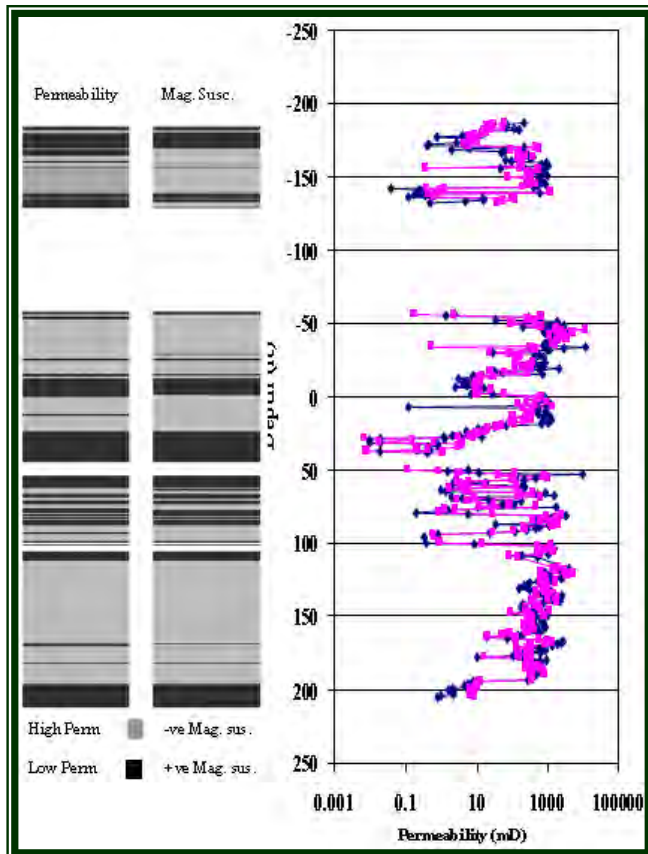 Permeability
Mag. Susc.
High Perm
-ve Mag. sus.
Low Perm
+ve Mag. sus.
-250
-200
-150
-100
-50
0
50
100
150
200
250
0.001
0.1
10
1000
100000
Permeability (mD)